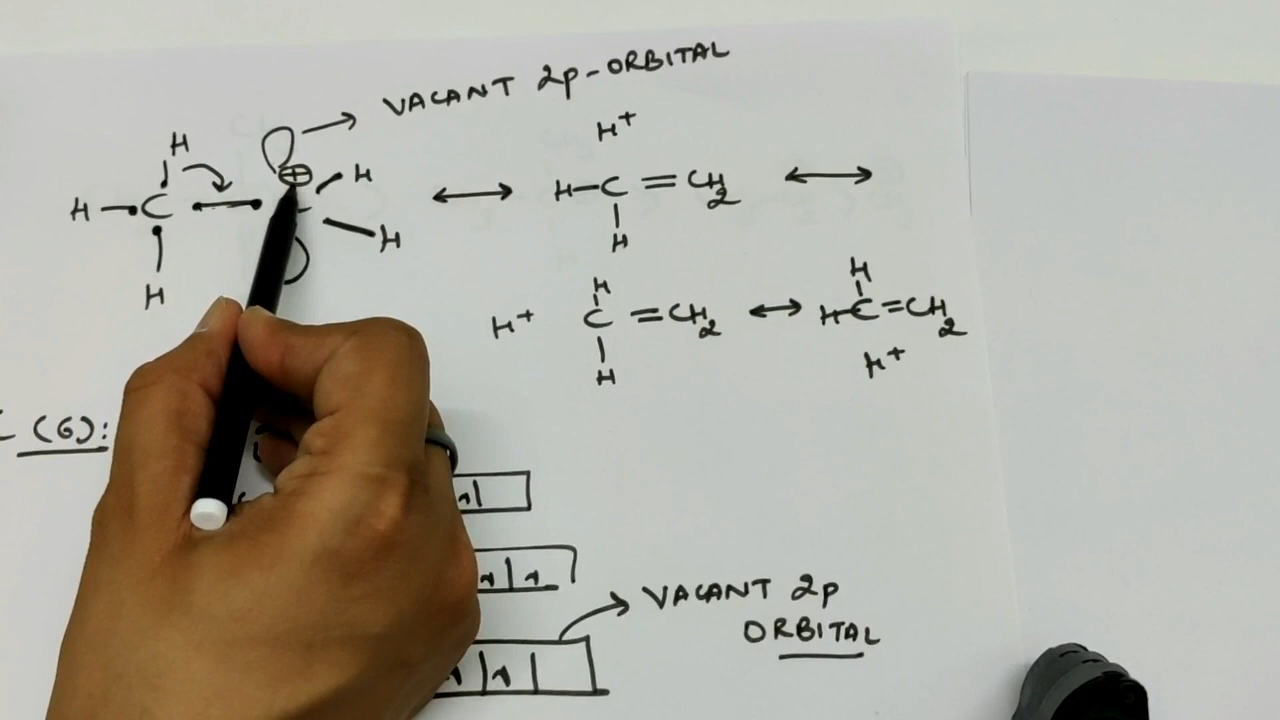 VACANT 2p-ORBITAL
H H+
H H-C=CH2
H-C
H H
H
H H
H+ C=CH2 H-C=CH2
H H+
C (6):
VACANT 2p
ORBITAL